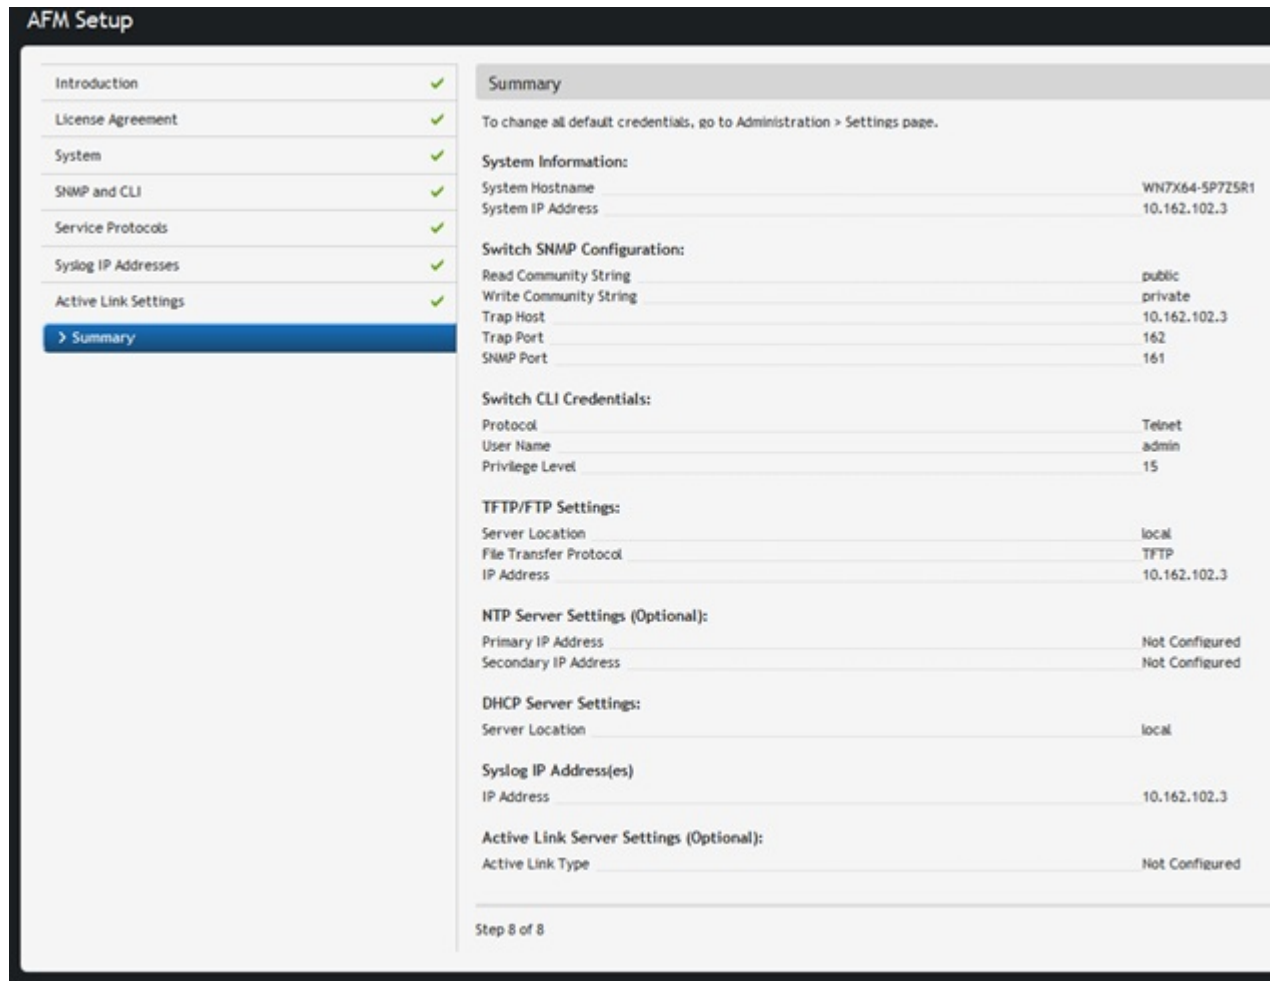 AFM Setup
Introduction
License Agreement
System
SNMP and CLI
Service Protocols
Syslog IP Addresses
Active Link Settings
> Summary
Summary
To change all default credentials, go to Administration > Settings page.
System Information:
System Hostname WN7X64-5P7Z5R1
System IP Address 10.162.102.3
Switch SNMP Configuration:
Read Community String public
Write Community String private
Trap Host 10.162.102.3
Trap Port 162
SNMP Port 161
Switch CLI Credentials:
Protocol Telnet
User Name admin
Privilege Level 15
TFTP/FTP Settings:
Server Location local
File Transfer Protocol TFTP
IP Address 10.162.102.3
NTP Server Settings (Optional):
Primary IP Address Not Configured
Secondary IP Address Not Configured
DHCP Server Settings:
Server Location local
Syslog IP Address(es)
IP Address 10.162.102.3
Active Link Server Settings (Optional):
Active Link Type Not Configured
Step 8 of 8